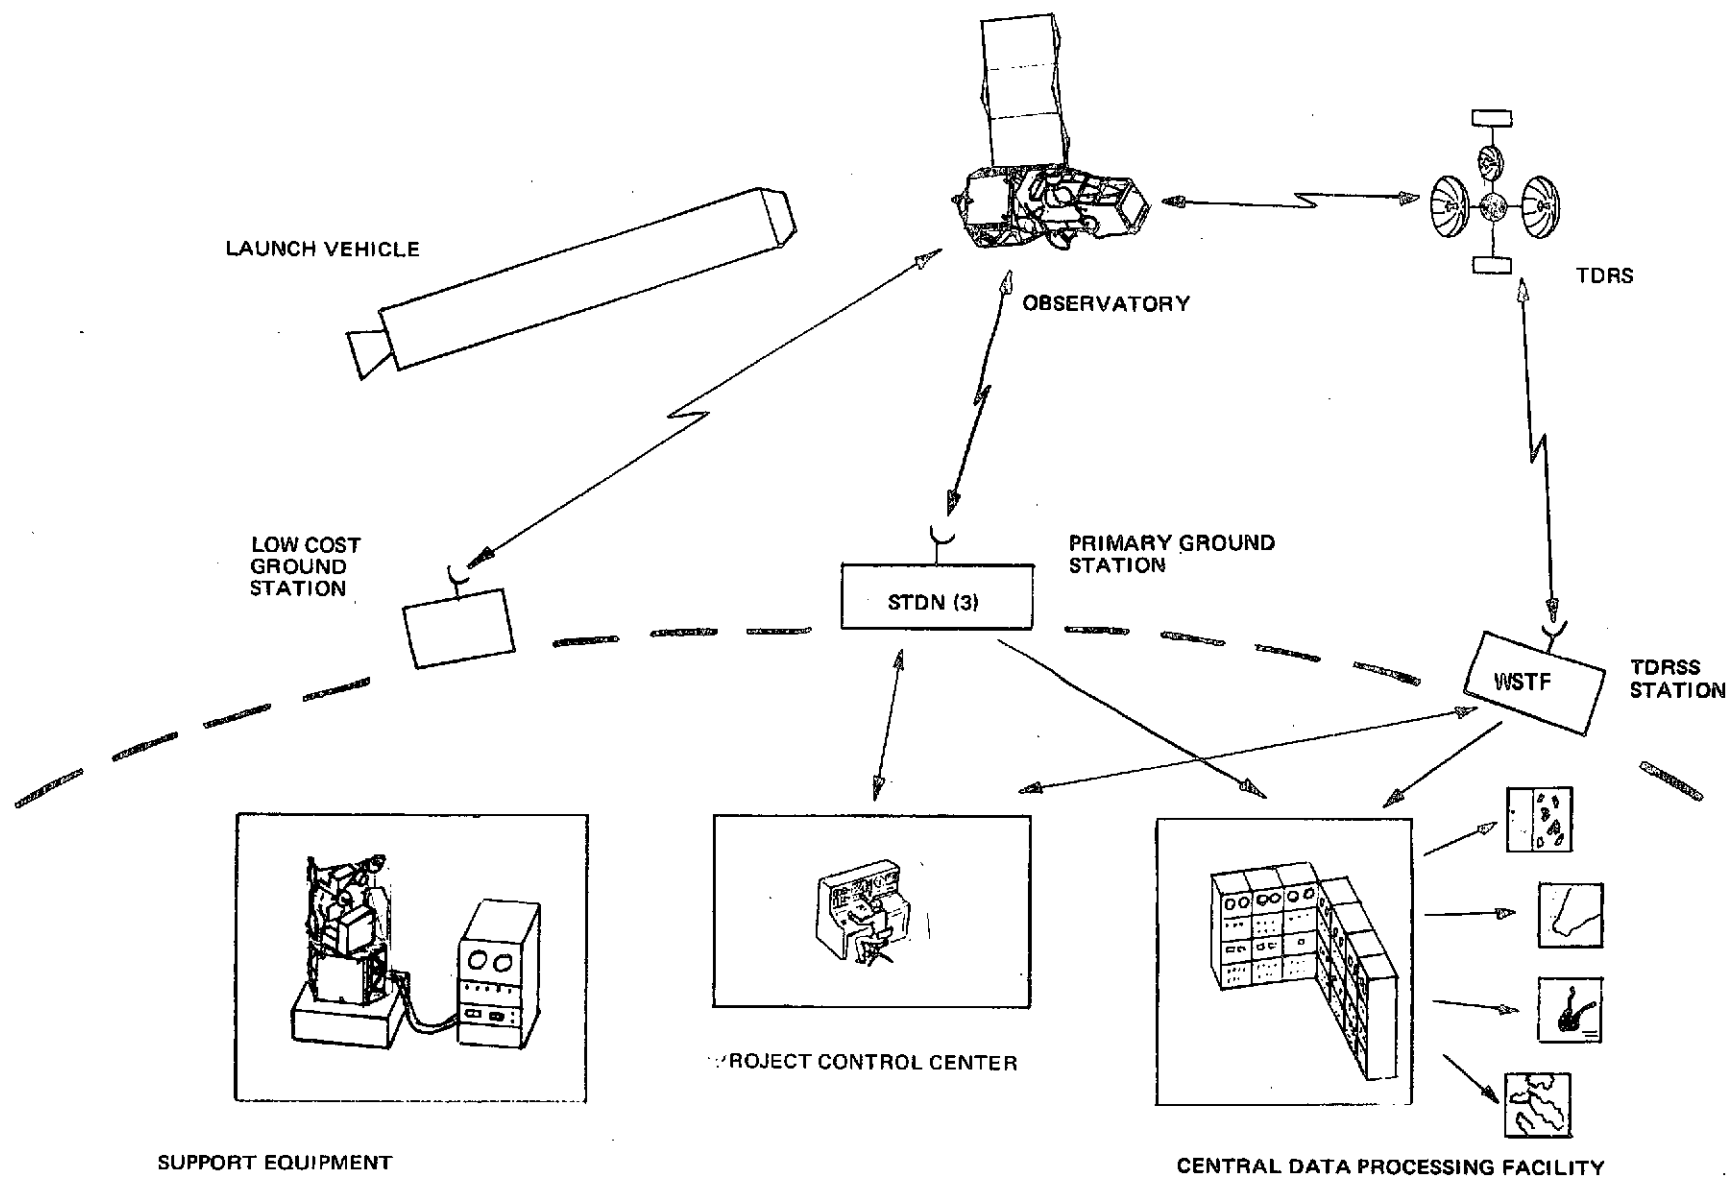 LAUNCH VEHICLE
OBSERVATORY
TDRS
LOW COST
GROUND
STATION
PRIMARY GROUND
STATION
STDN (3)
WSTF
TDRSS
STATION
ROJECT CONTROL CENTER
SUPPORT EQUIPMENT
CENTRAL DATA PROCESSING FACILITY